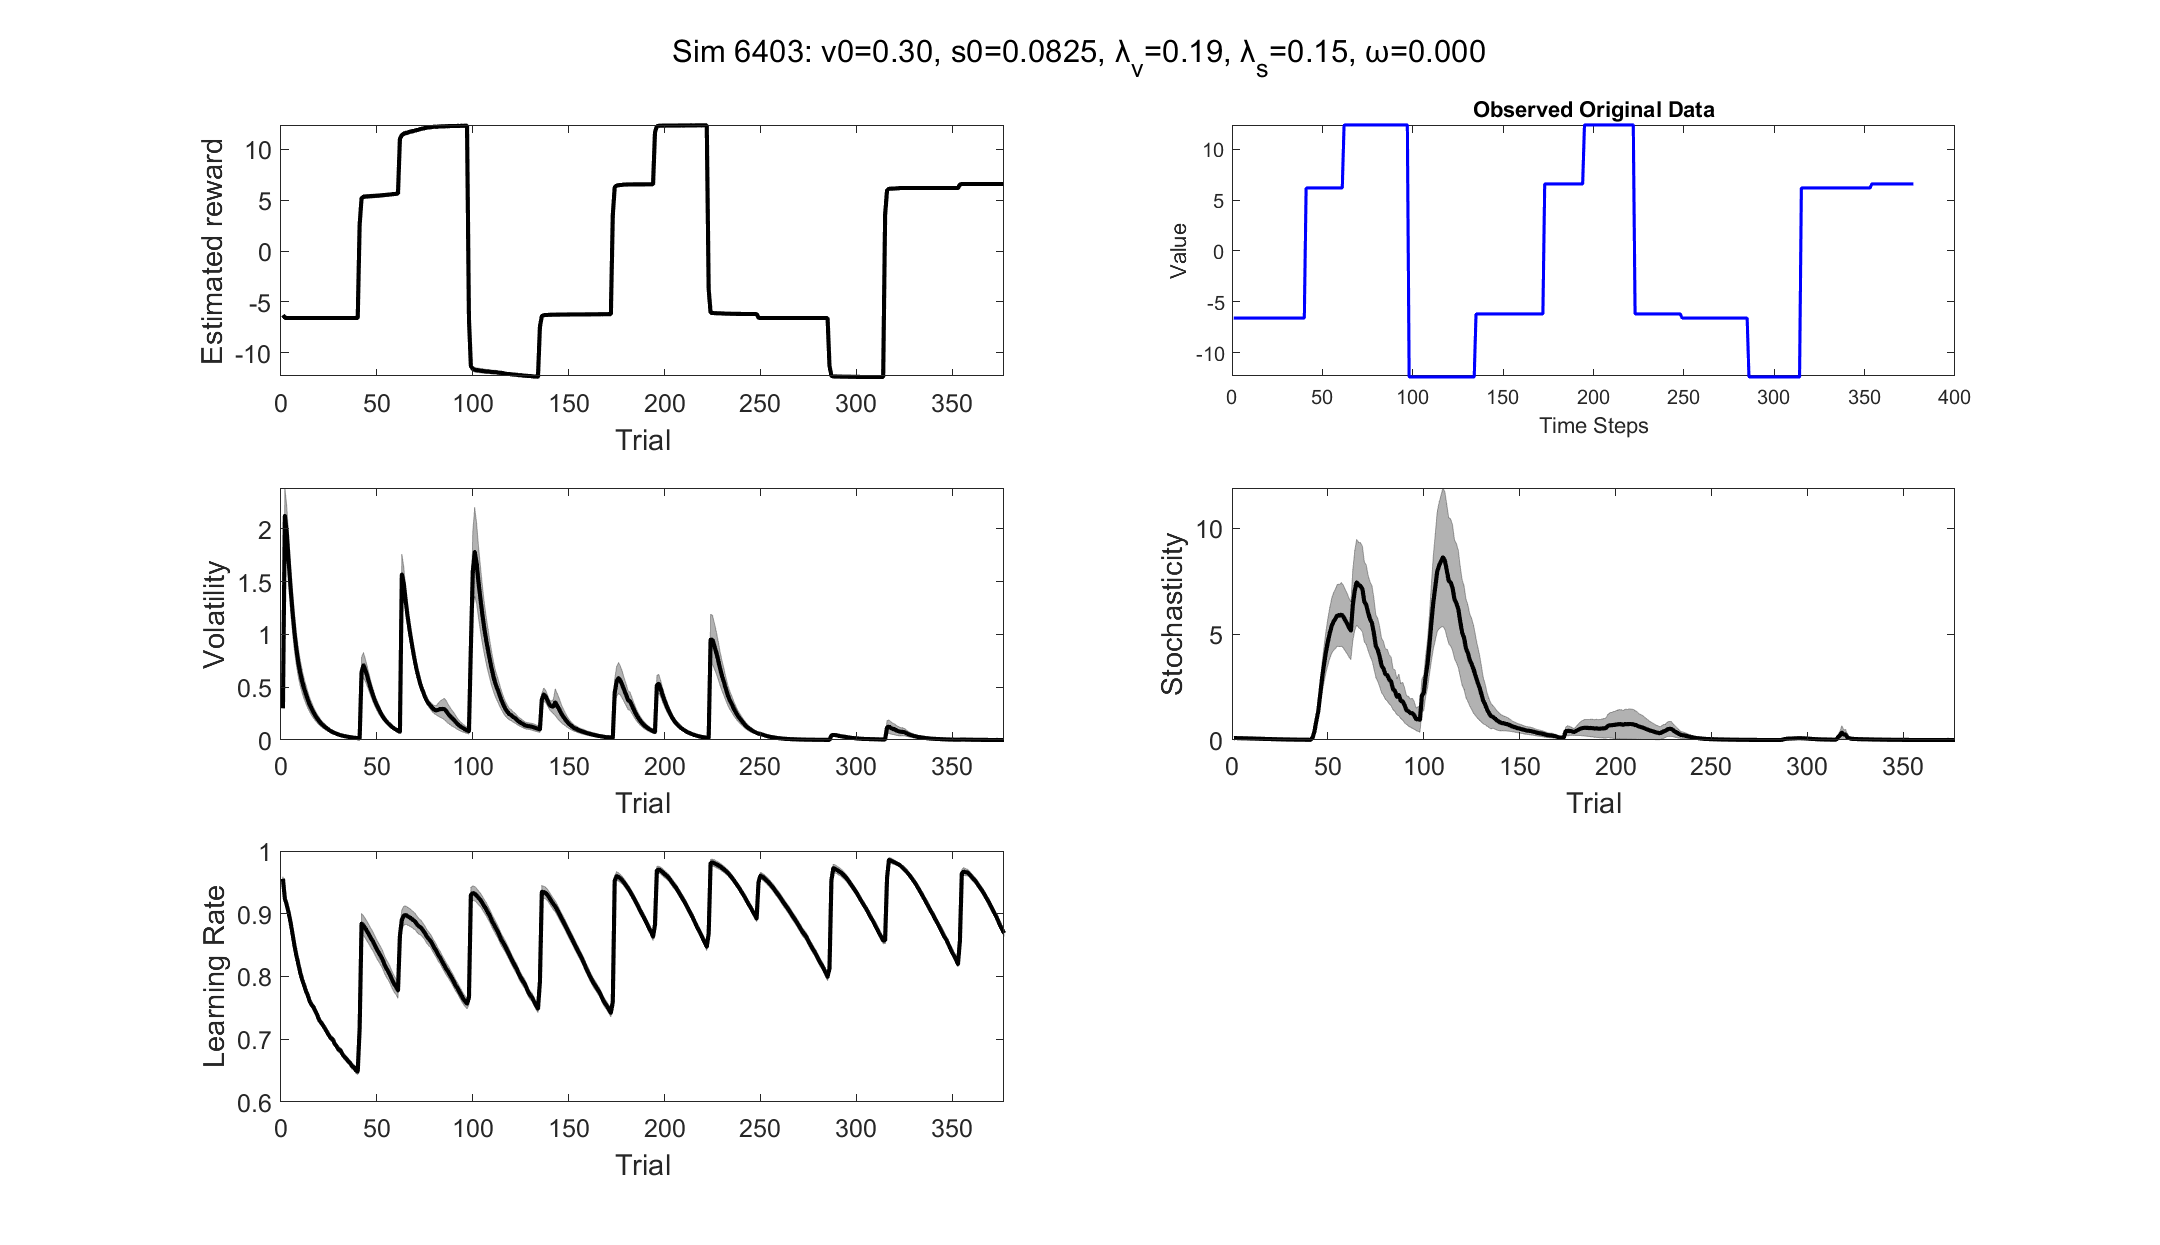 Sim 6403: v0=0.30, s0=0.0825, λ_v=0.19, λ_s=0.15, ω=0.000
Estimated reward
10
5
0
-5
-10
0 50 100 150 200 250 300 350
Trial
Observed Original Data
Value
10
5
0
-5
-10
0 50 100 150 200 250 300 350 400
Time Steps
Volatility
2
1.5
1
0.5
0
0 50 100 150 200 250 300 350
Trial
Stochasticity
10
5
0
0 50 100 150 200 250 300 350
Trial
Learning Rate
1
0.9
0.8
0.7
0.6
0 50 100 150 200 250 300 350
Trial